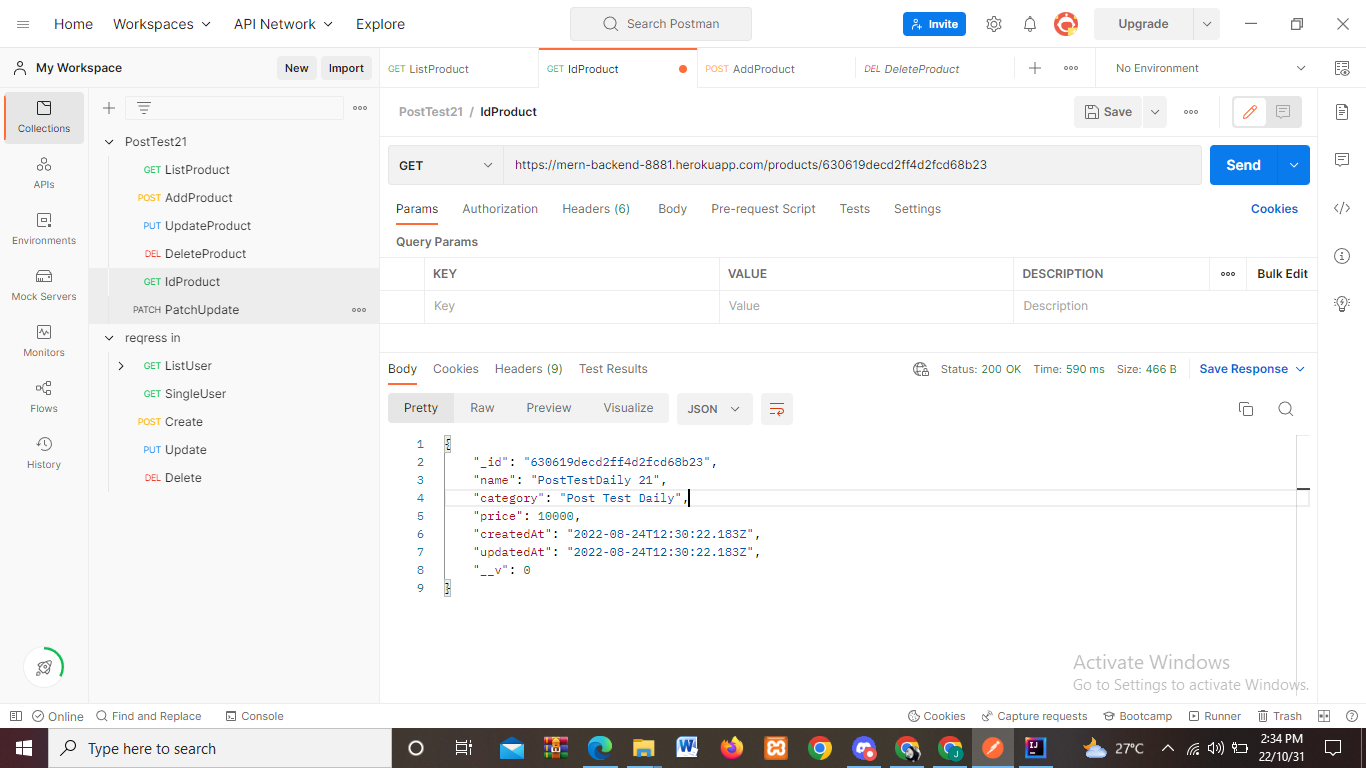 Home Workspaces API Network Explore Search Postman Invite Upgrade
My Workspace New Import GET ListProduct GET IdProduct POST AddProduct DEL DeleteProduct No Environment
Collections
APIs
Environments
Mock Servers
Monitors
Flows
History
PostTest21
GET ListProduct
POST AddProduct
PUT UpdateProduct
DEL DeleteProduct
GET IdProduct
PATCH PatchUpdate
reqress in
GET ListUser
GET SingleUser
POST Create
PUT Update
DEL Delete
PostTest21 / IdProduct Save
GET https://mern-backend-8881.herokuapp.com/products/630619decd2ff4d2fcd68b23 Send
Params Authorization Headers (6) Body Pre-request Script Tests Settings Cookies
Query Params
KEY VALUE DESCRIPTION Bulk Edit
Key Value Description
Body Cookies Headers (9) Test Results Status: 200 OK Time: 590 ms Size: 466 B Save Response
Pretty Raw Preview Visualize JSON
1 {
2 "_id": "630619decd2ff4d2fcd68b23",
3 "name": "PostTestDaily 21",
4 "category": "Post Test Daily",
5 "price": 10000,
6 "createdAt": "2022-08-24T12:30:22.183Z",
7 "updatedAt": "2022-08-24T12:30:22.183Z",
8 "__v": 0
9 }
Activate Windows
Go to Settings to activate Windows.
Online Find and Replace Console Cookies Capture requests Bootcamp Runner Trash
Type here to search 27°C 2:34 PM
22/10/31